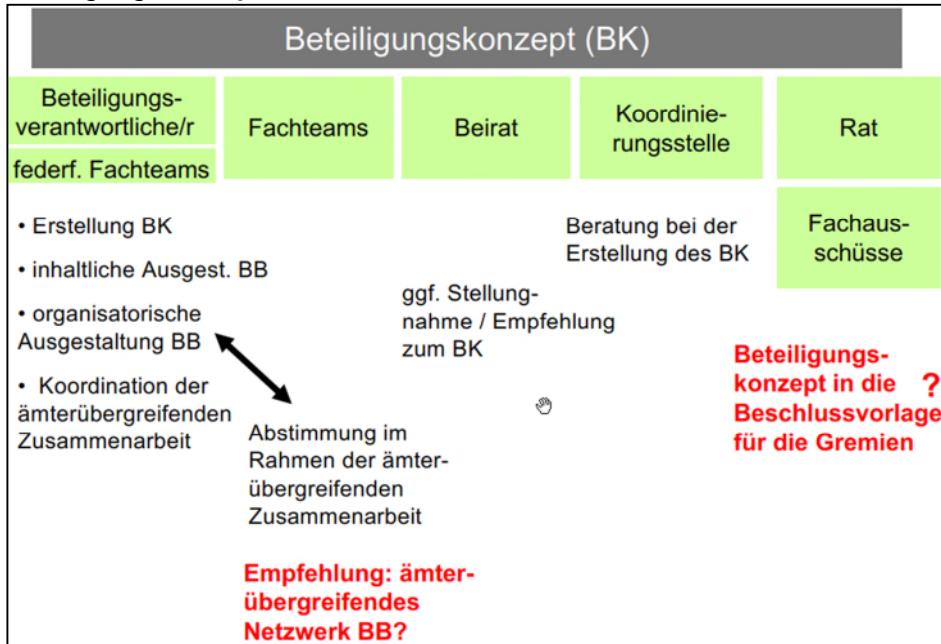 Beteiligungskonzept (BK)
Beteiligungs-
verantwortliche/r
federf. Fachteams
Fachteams
Beirat
Koordinie-
rungsstelle
Rat
Fachaus-
schüsse
• Erstellung BK
• inhaltliche Ausgest. BB
• organisatorische
Ausgestaltung BB
• Koordination der
ämterübergreifenden
Zusammenarbeit
Abstimmung im
Rahmen der ämter-
übergreifenden
Zusammenarbeit
Empfehlung: ämter-
übergreifendes
Netzwerk BB?
ggf. Stellung-
nahme / Empfehlung
zum BK
Beratung bei der
Erstellung des BK
Beteiligungs-
konzept in die ?
Beschlussvorlage
für die Gremien